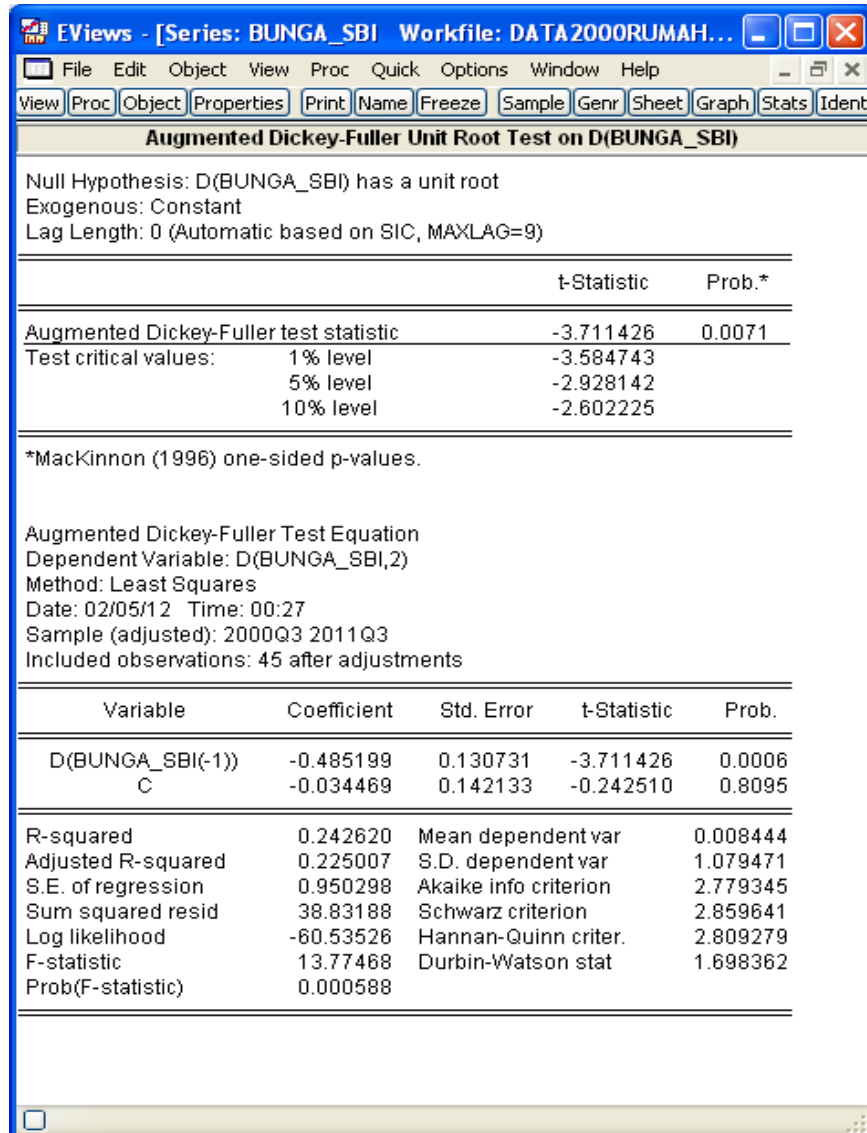 EViews - [Series: BUNGA_SBI Workfile: DATA2000RUMAH...
File Edit Object View Proc Quick Options Window Help
View Proc Object Properties Print Name Freeze Sample Genr Sheet Graph Stats Ident
Augmented Dickey-Fuller Unit Root Test on D(BUNGA_SBI)
Null Hypothesis: D(BUNGA_SBI) has a unit root
Exogenous: Constant
Lag Length: 0 (Automatic based on SIC, MAXLAG=9)
t-Statistic Prob.*
Augmented Dickey-Fuller test statistic -3.711426 0.0071
Test critical values: 1% level -3.584743
5% level -2.928142
10% level -2.602225
*MacKinnon (1996) one-sided p-values.
Augmented Dickey-Fuller Test Equation
Dependent Variable: D(BUNGA_SBI,2)
Method: Least Squares
Date: 02/05/12 Time: 00:27
Sample (adjusted): 2000Q3 2011Q3
Included observations: 45 after adjustments
Variable Coefficient Std. Error t-Statistic Prob.
D(BUNGA_SBI(-1)) -0.485199 0.130731 -3.711426 0.0006
C -0.034469 0.142133 -0.242510 0.8095
R-squared 0.242620 Mean dependent var 0.008444
Adjusted R-squared 0.225007 S.D. dependent var 1.079471
S.E. of regression 0.950298 Akaike info criterion 2.779345
Sum squared resid 38.83188 Schwarz criterion 2.859641
Log likelihood -60.53526 Hannan-Quinn criter. 2.809279
F-statistic 13.77468 Durbin-Watson stat 1.698362
Prob(F-statistic) 0.000588